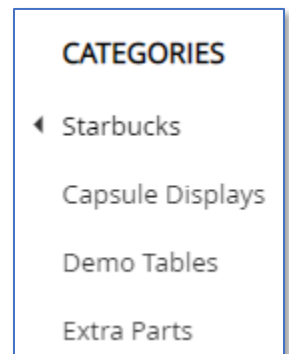 CATEGORIES
Starbucks
Capsule Displays
Demo Tables
Extra Parts